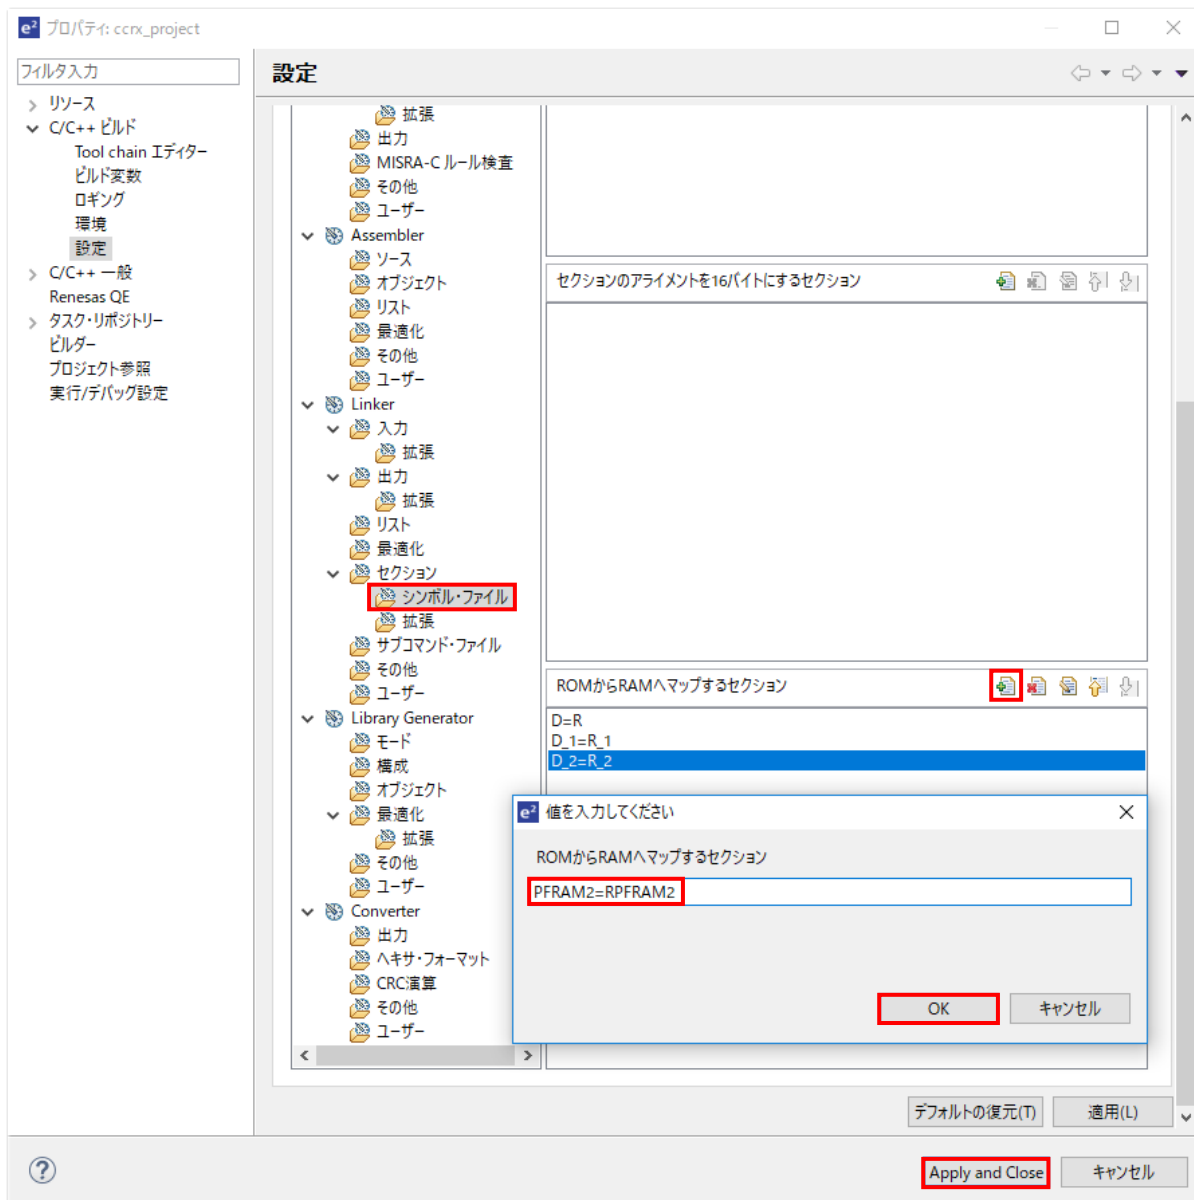 e² プロパティ: ccrx_project
フィルタ入力
設定
リソース
C/C++ ビルド
Tool chain エディター
ビルド変数
ロギング
環境
設定
C/C++ 一般
Renesas QE
タスク・リポジトリー
ビルダー
プロジェクト参照
実行/デバッグ設定
拡張
出力
MISRA-C ルール検査
その他
ユーザー
Assembler
ソース
オブジェクト
リスト
最適化
その他
ユーザー
Linker
入力
拡張
出力
拡張
リスト
最適化
セクション
シンボル・ファイル
拡張
サブコマンド・ファイル
その他
ユーザー
Library Generator
モード
構成
オブジェクト
最適化
拡張
その他
ユーザー
Converter
出力
ヘキサ・フォーマット
CRC演算
その他
ユーザー
セクションのアライメントを16バイトにするセクション
ROMからRAMへマップするセクション
D=R
D_1=R_1
D_2=R_2
e² 値を入力してください
ROMからRAMへマップするセクション
PFRAM2=RPFRAM2
OK キャンセル
デフォルトの復元(T) 適用(L)
? Apply and Close キャンセル